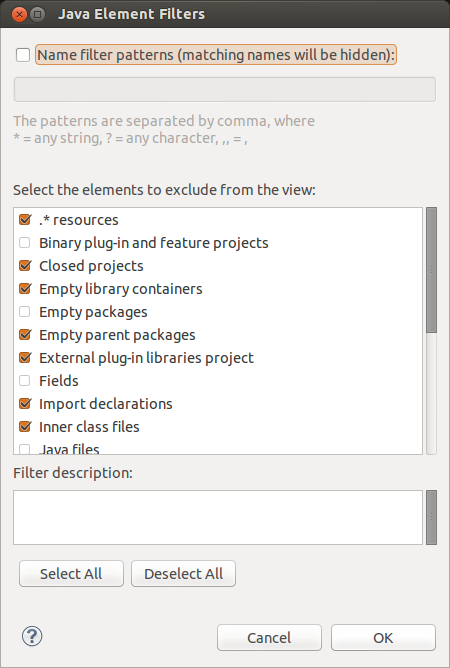 Java Element Filters
Name filter patterns (matching names will be hidden):
The patterns are separated by comma, where
* = any string, ? = any character, ,, = ,
Select the elements to exclude from the view:
.* resources
Binary plug-in and feature projects
Closed projects
Empty library containers
Empty packages
Empty parent packages
External plug-in libraries project
Fields
Import declarations
Inner class files
Java files
Filter description:
Select All
Deselect All
?
Cancel
OK